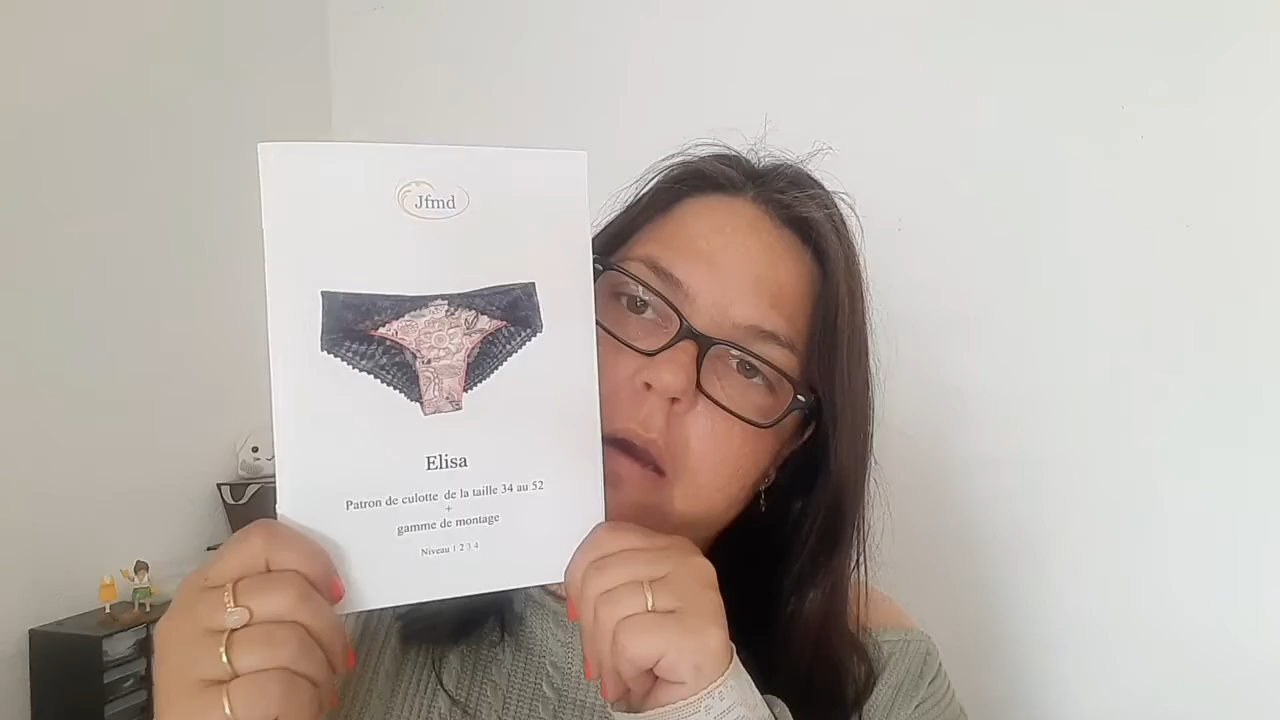 Jfmd
Elisa
Patron de culotte de la taille 34 au 52
+
gamme de montage
Niveau 1 2 3 4